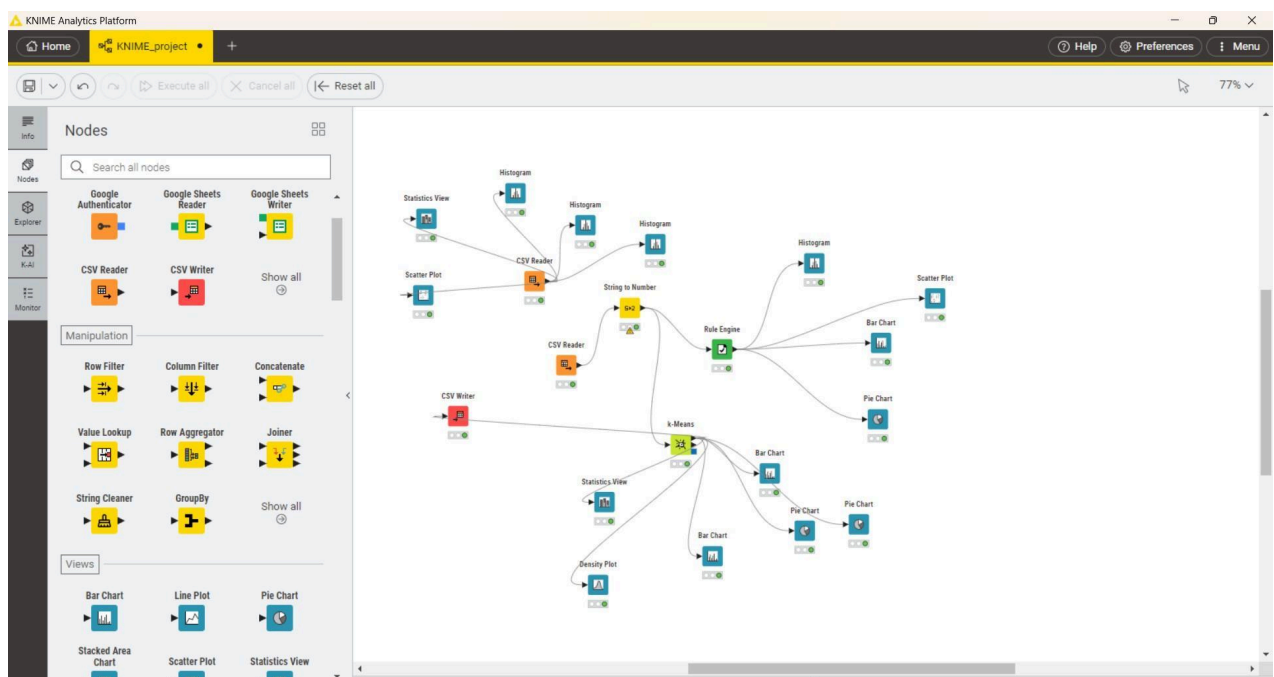 KNIME Analytics Platform
Home
KNIME_project
Help
Preferences
Menu
Execute all
Cancel all
Reset all
77%
Info
Nodes
Explorer
K-AI
Monitor
Nodes
Search all nodes
Google Authenticator
Google Sheets Reader
Google Sheets Writer
CSV Reader
CSV Writer
Show all
Manipulation
Row Filter
Column Filter
Concatenate
Value Lookup
Row Aggregator
Joiner
String Cleaner
GroupBy
Show all
Views
Bar Chart
Line Plot
Pie Chart
Stacked Area Chart
Scatter Plot
Statistics View
Histogram
Statistics View
Histogram
Histogram
CSV Reader
Scatter Plot
String to Number
S+2
Histogram
Scatter Plot
Bar Chart
Rule Engine
CSV Reader
CSV Writer
Pie Chart
k-Means
Bar Chart
Statistics View
Pie Chart
Pie Chart
Bar Chart
Density Plot